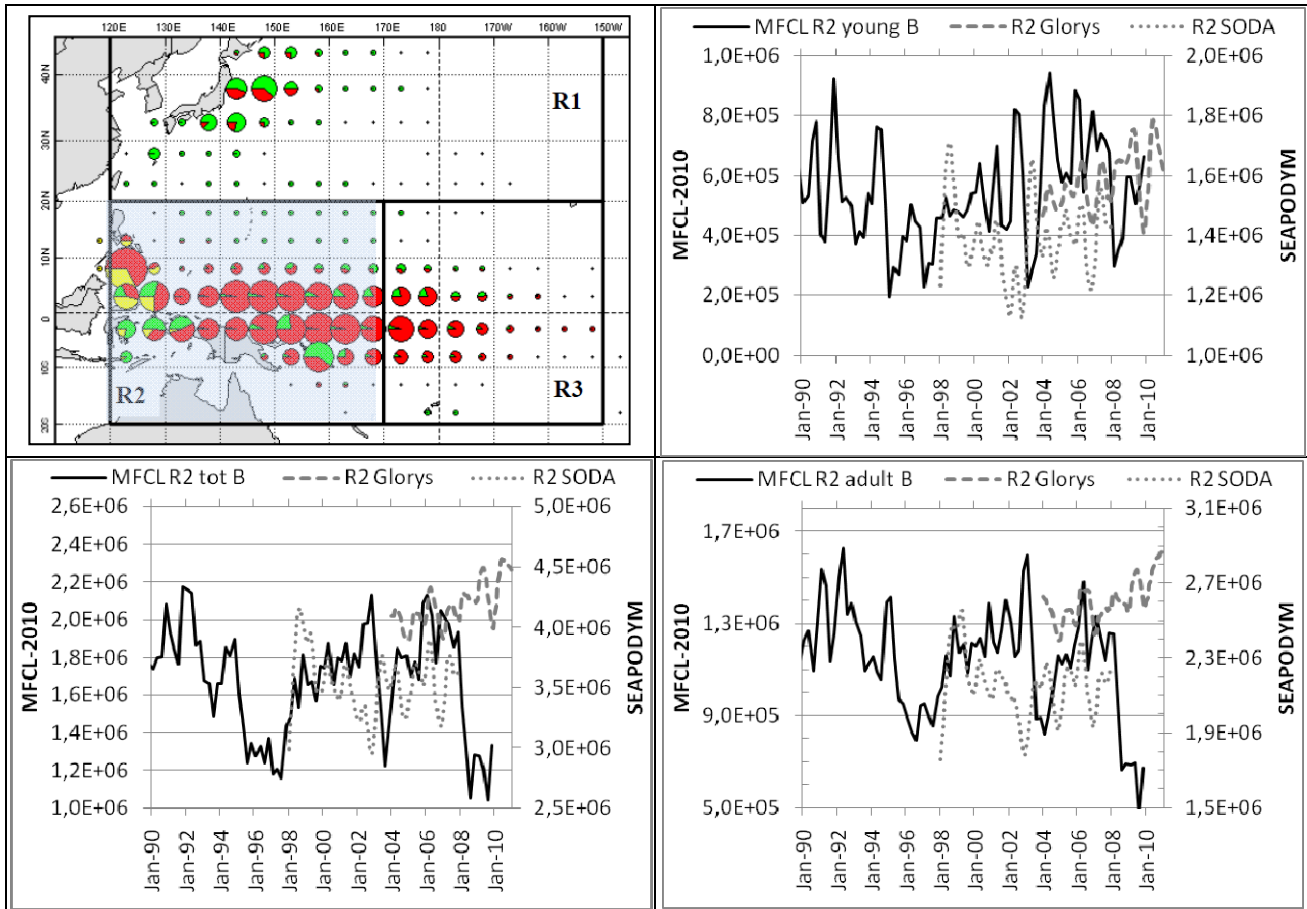 120E 130E 140E 150E 160E 170E 180 170W 160W 150W
40N
30N
20N
10N
0
100S
20S
R1
R2
R3
MFCL R2 young B R2 Glorys R2 SODA
MFCL-2010
1,0E+06
8,0E+05
6,0E+05
4,0E+05
2,0E+05
0,0E+00
2,0E+06
1,8E+06
1,6E+06
1,4E+06
1,2E+06
1,0E+06
SEAPODYM
Jan-90 Jan-92 Jan-94 Jan-96 Jan-98 Jan-00 Jan-02 Jan-04 Jan-06 Jan-08 Jan-10
MFCL R2 tot B R2 Glorys R2 SODA
MFCL-2010
2,6E+06
2,4E+06
2,2E+06
2,0E+06
1,8E+06
1,6E+06
1,4E+06
1,2E+06
1,0E+06
5,0E+06
4,5E+06
4,0E+06
3,5E+06
3,0E+06
2,5E+06
SEAPODYM
Jan-90 Jan-92 Jan-94 Jan-96 Jan-98 Jan-00 Jan-02 Jan-04 Jan-06 Jan-08 Jan-10
MFCL R2 adult B R2 Glorys R2 SODA
MFCL-2010
1,7E+06
1,3E+06
9,0E+05
5,0E+05
3,1E+06
2,7E+06
2,3E+06
1,9E+06
1,5E+06
SEAPODYM
Jan-90 Jan-92 Jan-94 Jan-96 Jan-98 Jan-00 Jan-02 Jan-04 Jan-06 Jan-08 Jan-10